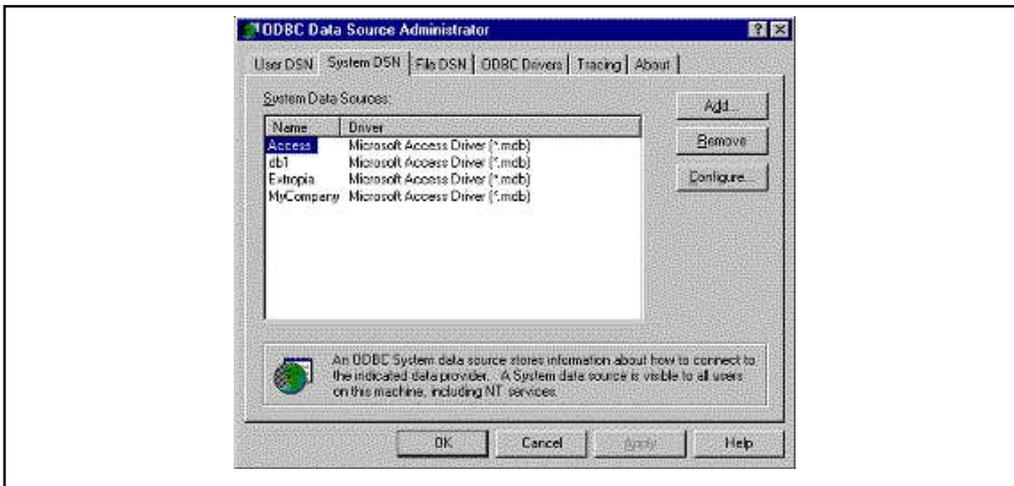 ODBC Data Source Administrator
User DSN System DSN File DSN ODBC Drivers Tracing About
System Data Sources:
Name Driver
Access Microsoft Access Driver (*.mdb)
db1 Microsoft Access Driver (*.mdb)
Extropia Microsoft Access Driver (*.mdb)
MyCompany Microsoft Access Driver (*.mdb)
Add...
Remove
Configure...
An ODBC System data source stores information about how to connect to
the indicated data provider. A System data source is visible to all users
on this machine, including NT services.
OK Cancel Apply Help